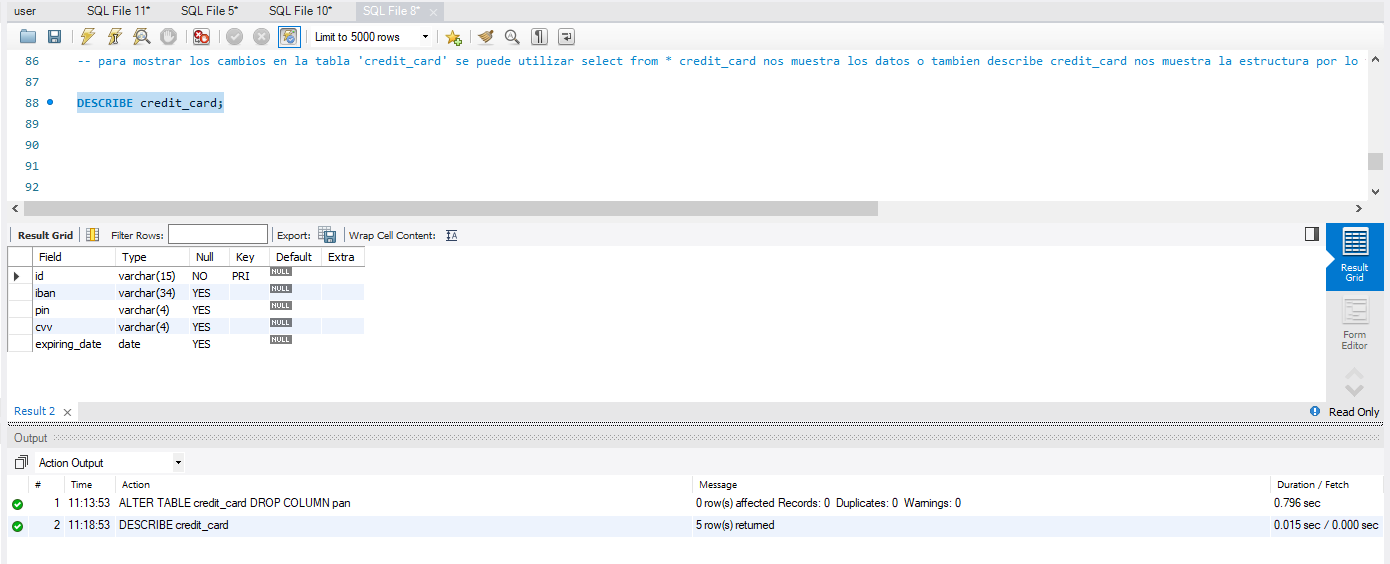 user SQL File 11* SQL File 5* SQL File 10* SQL File 8*
Limit to 5000 rows
86 -- para mostrar los cambios en la tabla 'credit_card' se puede utilizar select from * credit_card nos muestra los datos o tambien describe credit_card nos muestra la estructura por lo
87
88 DESCRIBE credit_card;
89
90
91
92
Result Grid Filter Rows: Export: Wrap Cell Content:
Field Type Null Key Default Extra
id varchar(15) NO PRI NULL
iban varchar(34) YES NULL
pin varchar(4) YES NULL
cvv varchar(4) YES NULL
expiring_date date YES NULL
Result
Grid
Form
Editor
Result 2 Read Only
Output
Action Output
# Time Action Message Duration / Fetch
1 11:13:53 ALTER TABLE credit_card DROP COLUMN pan 0 row(s) affected Records: 0 Duplicates: 0 Warnings: 0 0.796 sec
2 11:18:53 DESCRIBE credit_card 5 row(s) returned 0.015 sec / 0.000 sec